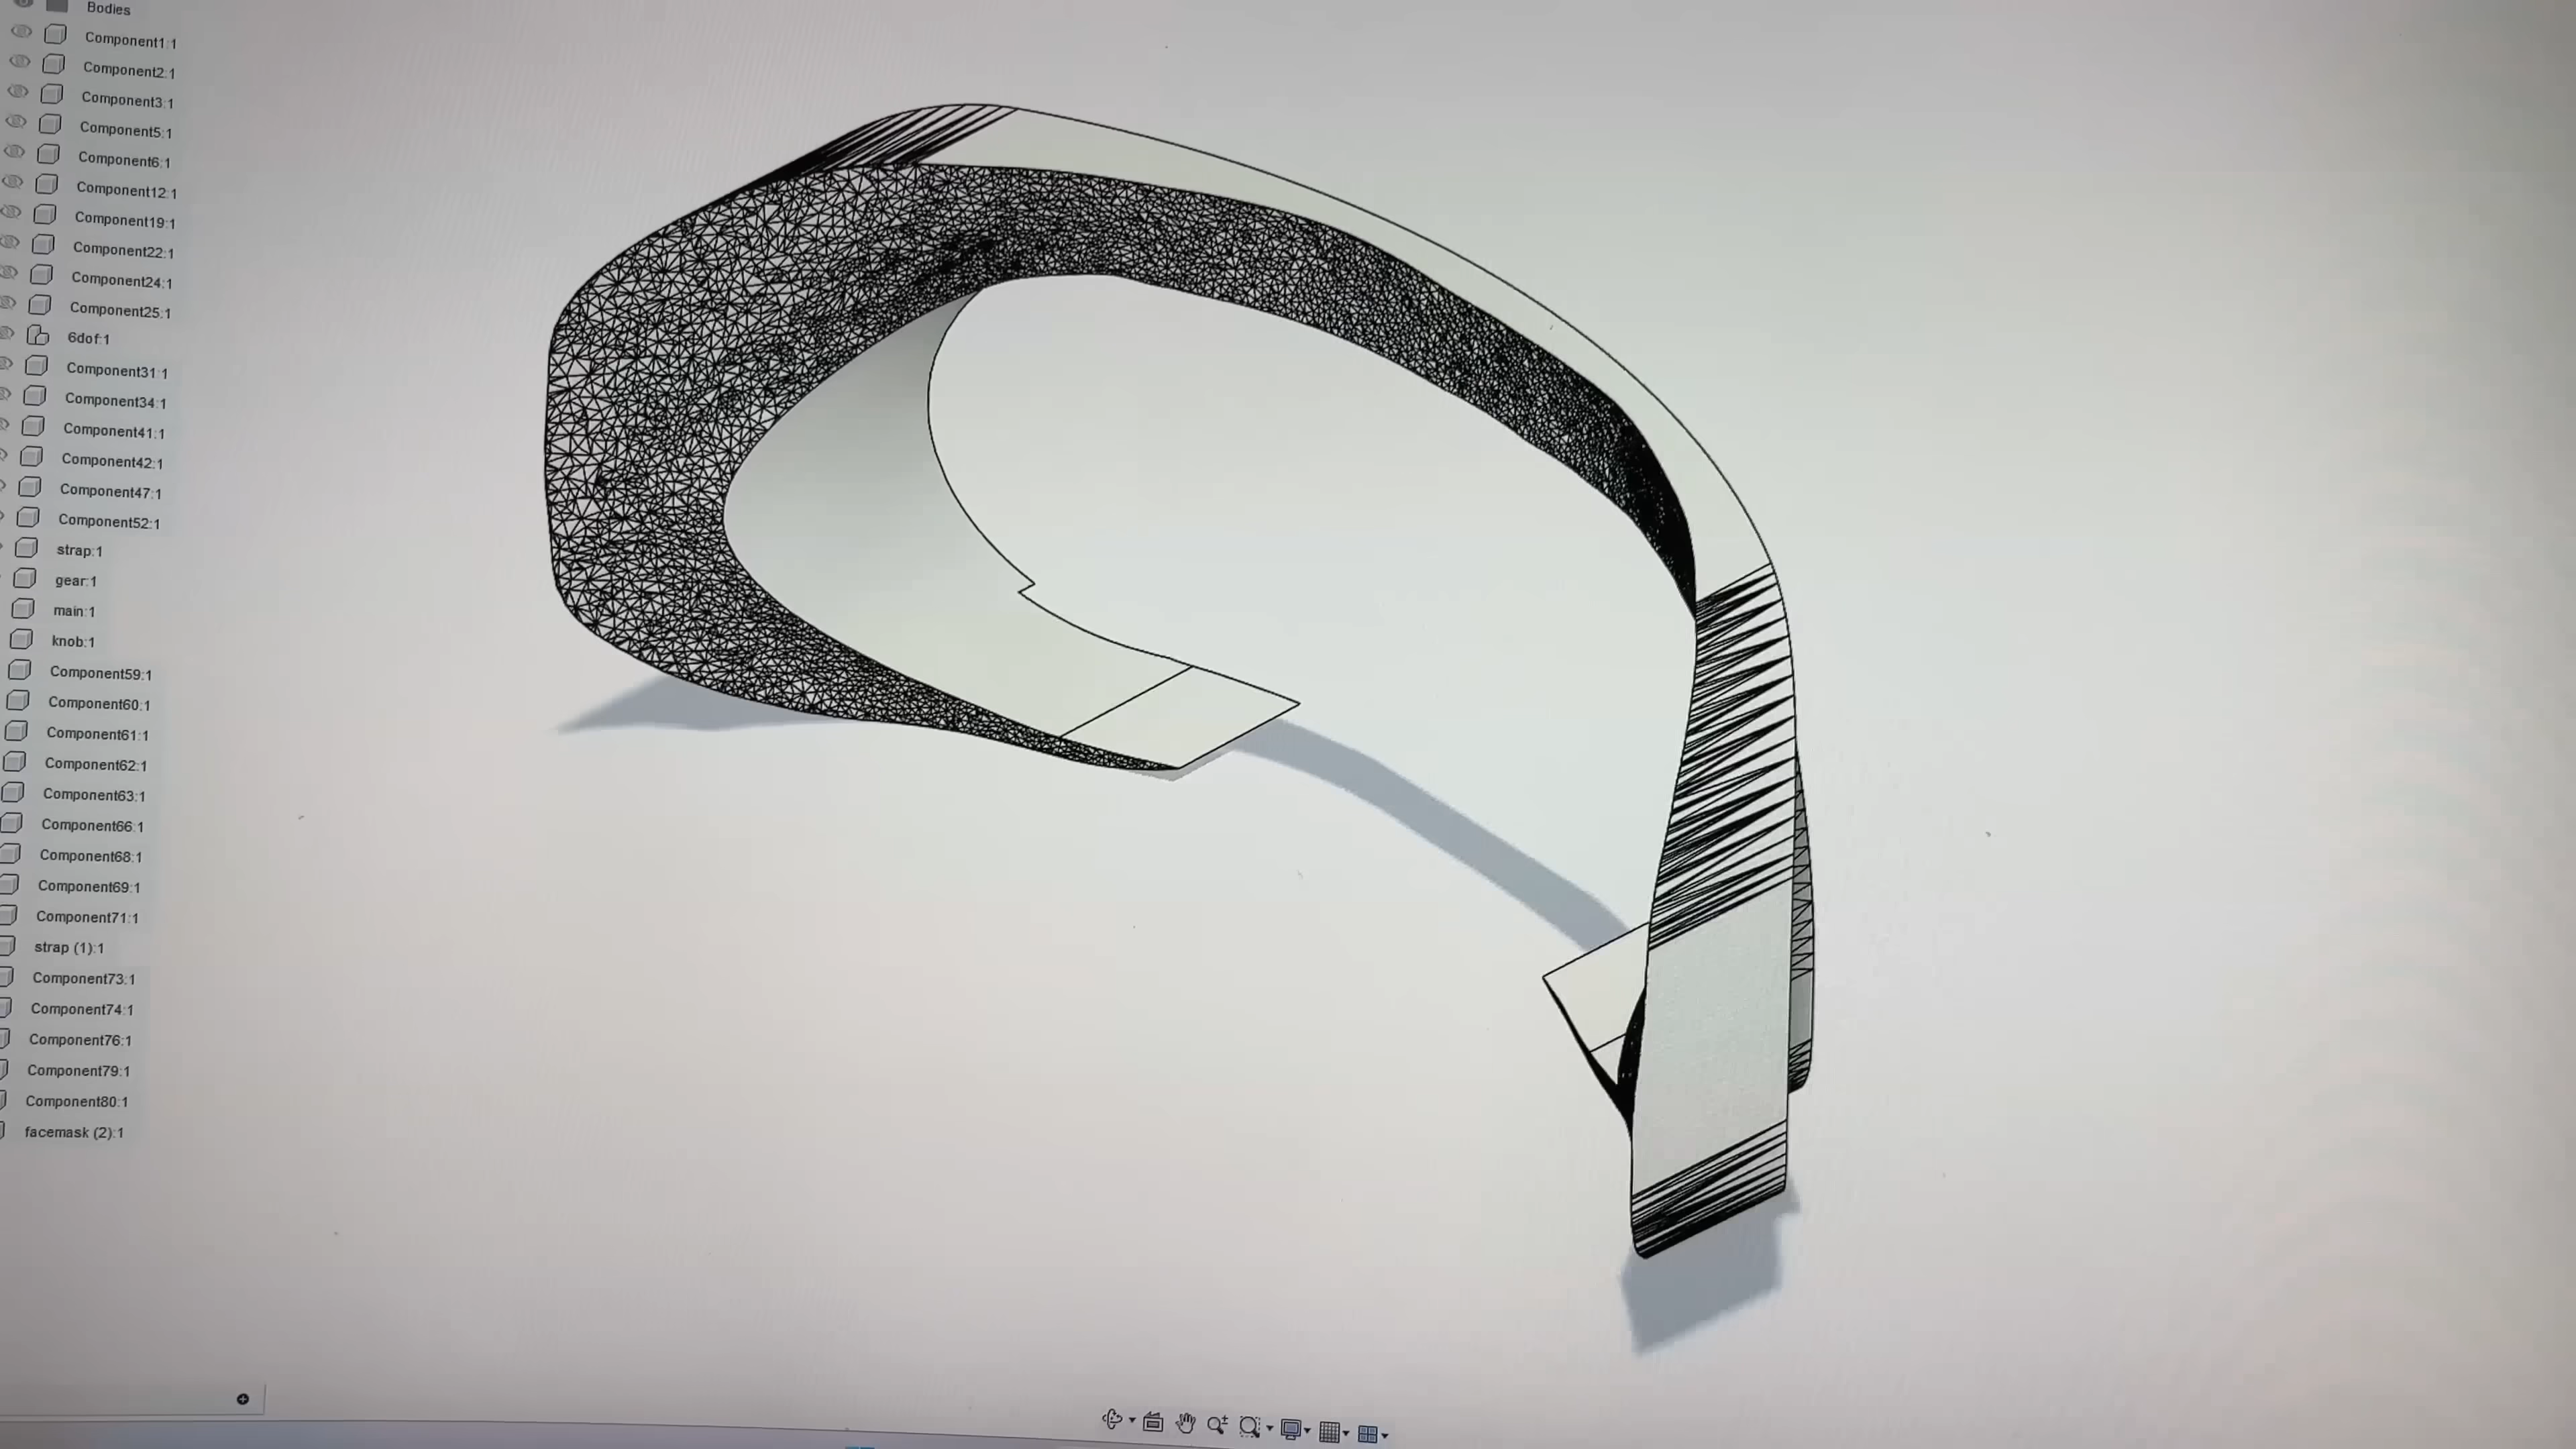 Bodies
Component1:1
Component2:1
Component3:1
Component5:1
Component6:1
Component12:1
Component19:1
Component22:1
Component24:1
Component25:1
6dof:1
Component31:1
Component34:1
Component41:1
Component42:1
Component47:1
Component52:1
strap:1
gear:1
main:1
knob:1
Component59:1
Component60:1
Component61:1
Component62:1
Component63:1
Component66:1
Component68:1
Component69:1
Component71:1
strap (1):1
Component73:1
Component74:1
Component76:1
Component79:1
Component80:1
facemask (2):1